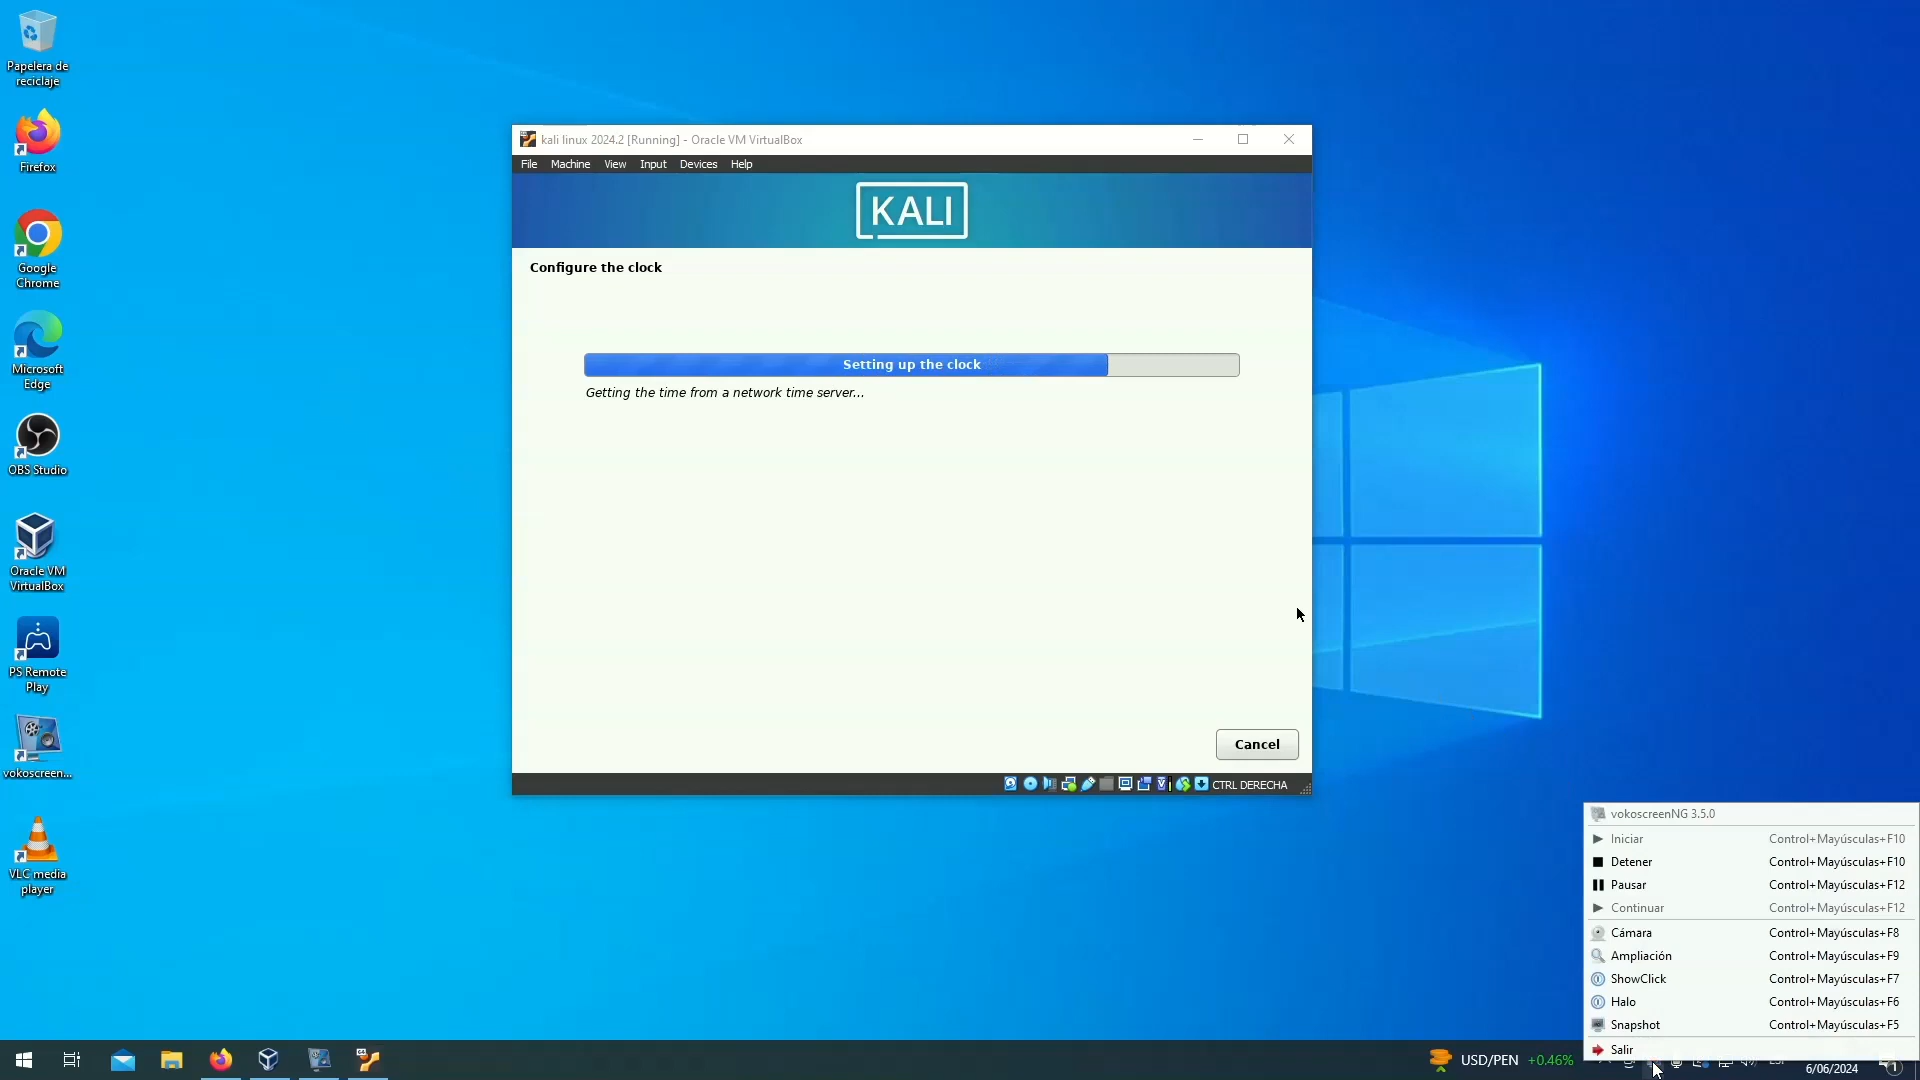 Papelera de
reciclaje
Firefox
Google
Chrome
Microsoft
Edge
OBS Studio
Oracle VM
VirtualBox
PS Remote
Play
vokoscreen...
VLC media
player
kali linux 2024.2 [Running] - Oracle VM VirtualBox
File Machine View Input Devices Help
KALI
Configure the clock
Setting up the clock
Getting the time from a network time server...
Cancel
CTRL DERECHA
vokoscreenNG 3.5.0
Iniciar Control+Mayúsculas+F10
Detener Control+Mayúsculas+F10
Pausar Control+Mayúsculas+F12
Continuar Control+Mayúsculas+F12
Cámara Control+Mayúsculas+F8
Ampliación Control+Mayúsculas+F9
ShowClick Control+Mayúsculas+F7
Halo Control+Mayúsculas+F6
Snapshot Control+Mayúsculas+F5
Salir
USD/PEN +0.46%
6/06/2024
1